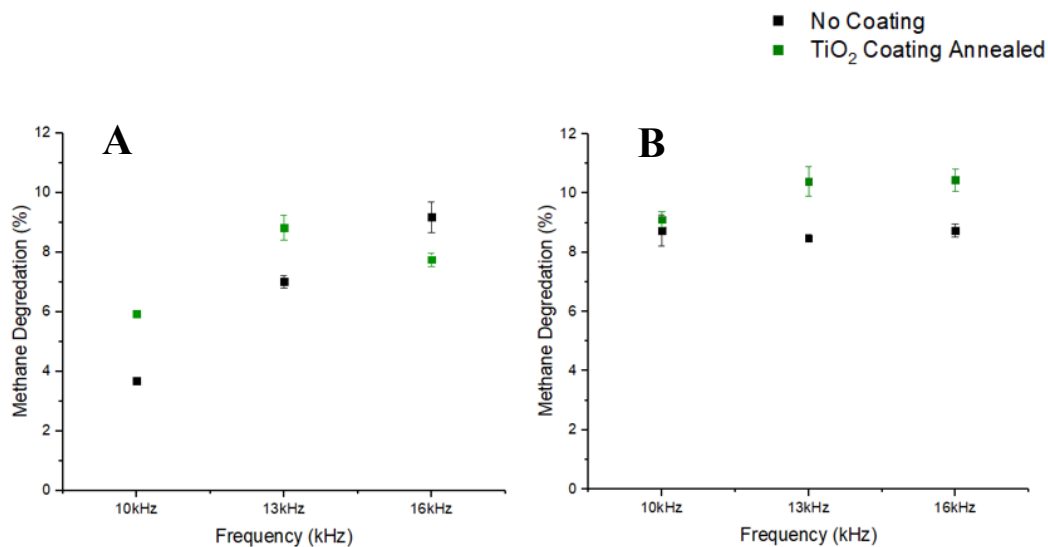 No Coating
TiO₂ Coating Annealed
A
12
10
8
6
4
2
0
Methane Degredation (%)
10kHz
13kHz
16kHz
Frequency (kHz)
B
12
10
8
6
4
2
0
Methane Degredation (%)
10kHz
13kHz
16kHz
Frequency (kHz)